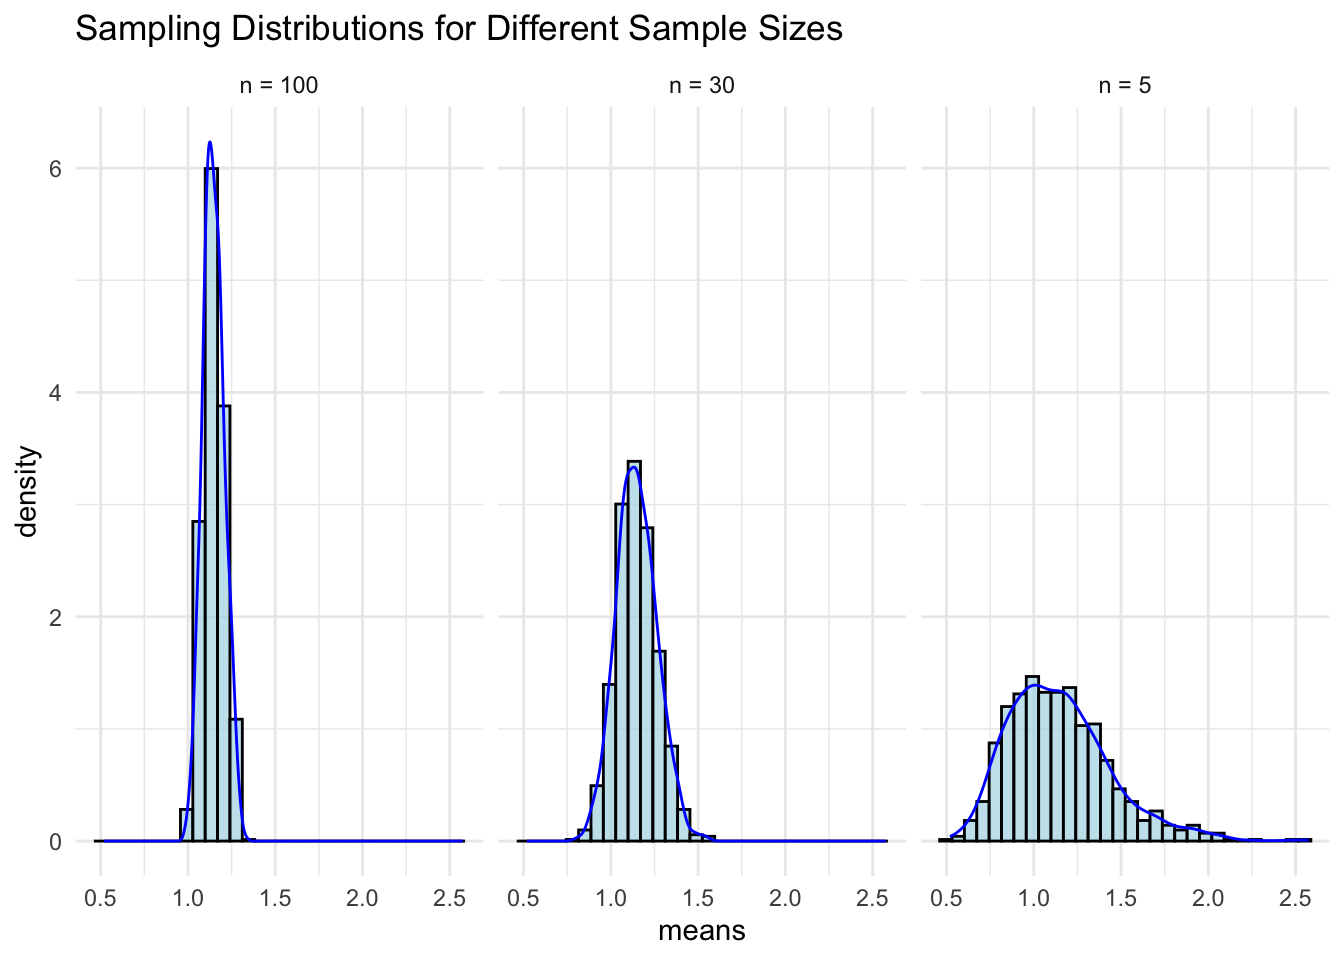 Sampling Distributions for Different Sample Sizes
n = 100
n = 30
n = 5
density
6
4
2
0
0.5 1.0 1.5 2.0 2.5
0.5 1.0 1.5 2.0 2.5
0.5 1.0 1.5 2.0 2.5
means